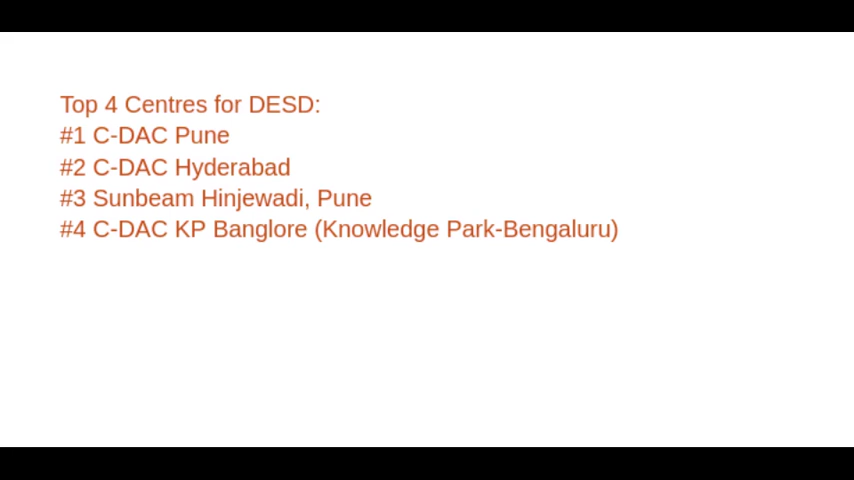 Top 4 Centres for DESD:
#1 C-DAC Pune
#2 C-DAC Hyderabad
#3 Sunbeam Hinjewadi, Pune
#4 C-DAC KP Banglore (Knowledge Park-Bengaluru)